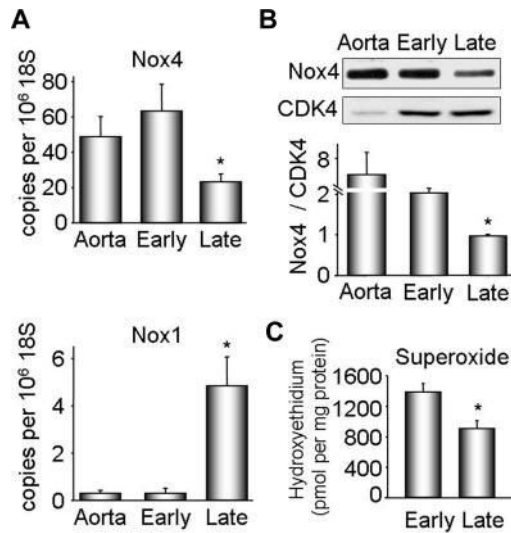 A
Nox4
copies per 10⁶ 18S
80
60
40
20
0
*
Aorta Early Late
Nox1
copies per 10⁶ 18S
6
4
2
0
*
Aorta Early Late
B
Aorta Early Late
Nox4
CDK4
Nox4 / CDK4
8
2
1
0
*
Aorta Early Late
C
Superoxide
Hydroxyethidium
(pmol per mg protein)
1600
1200
800
400
0
*
Early Late